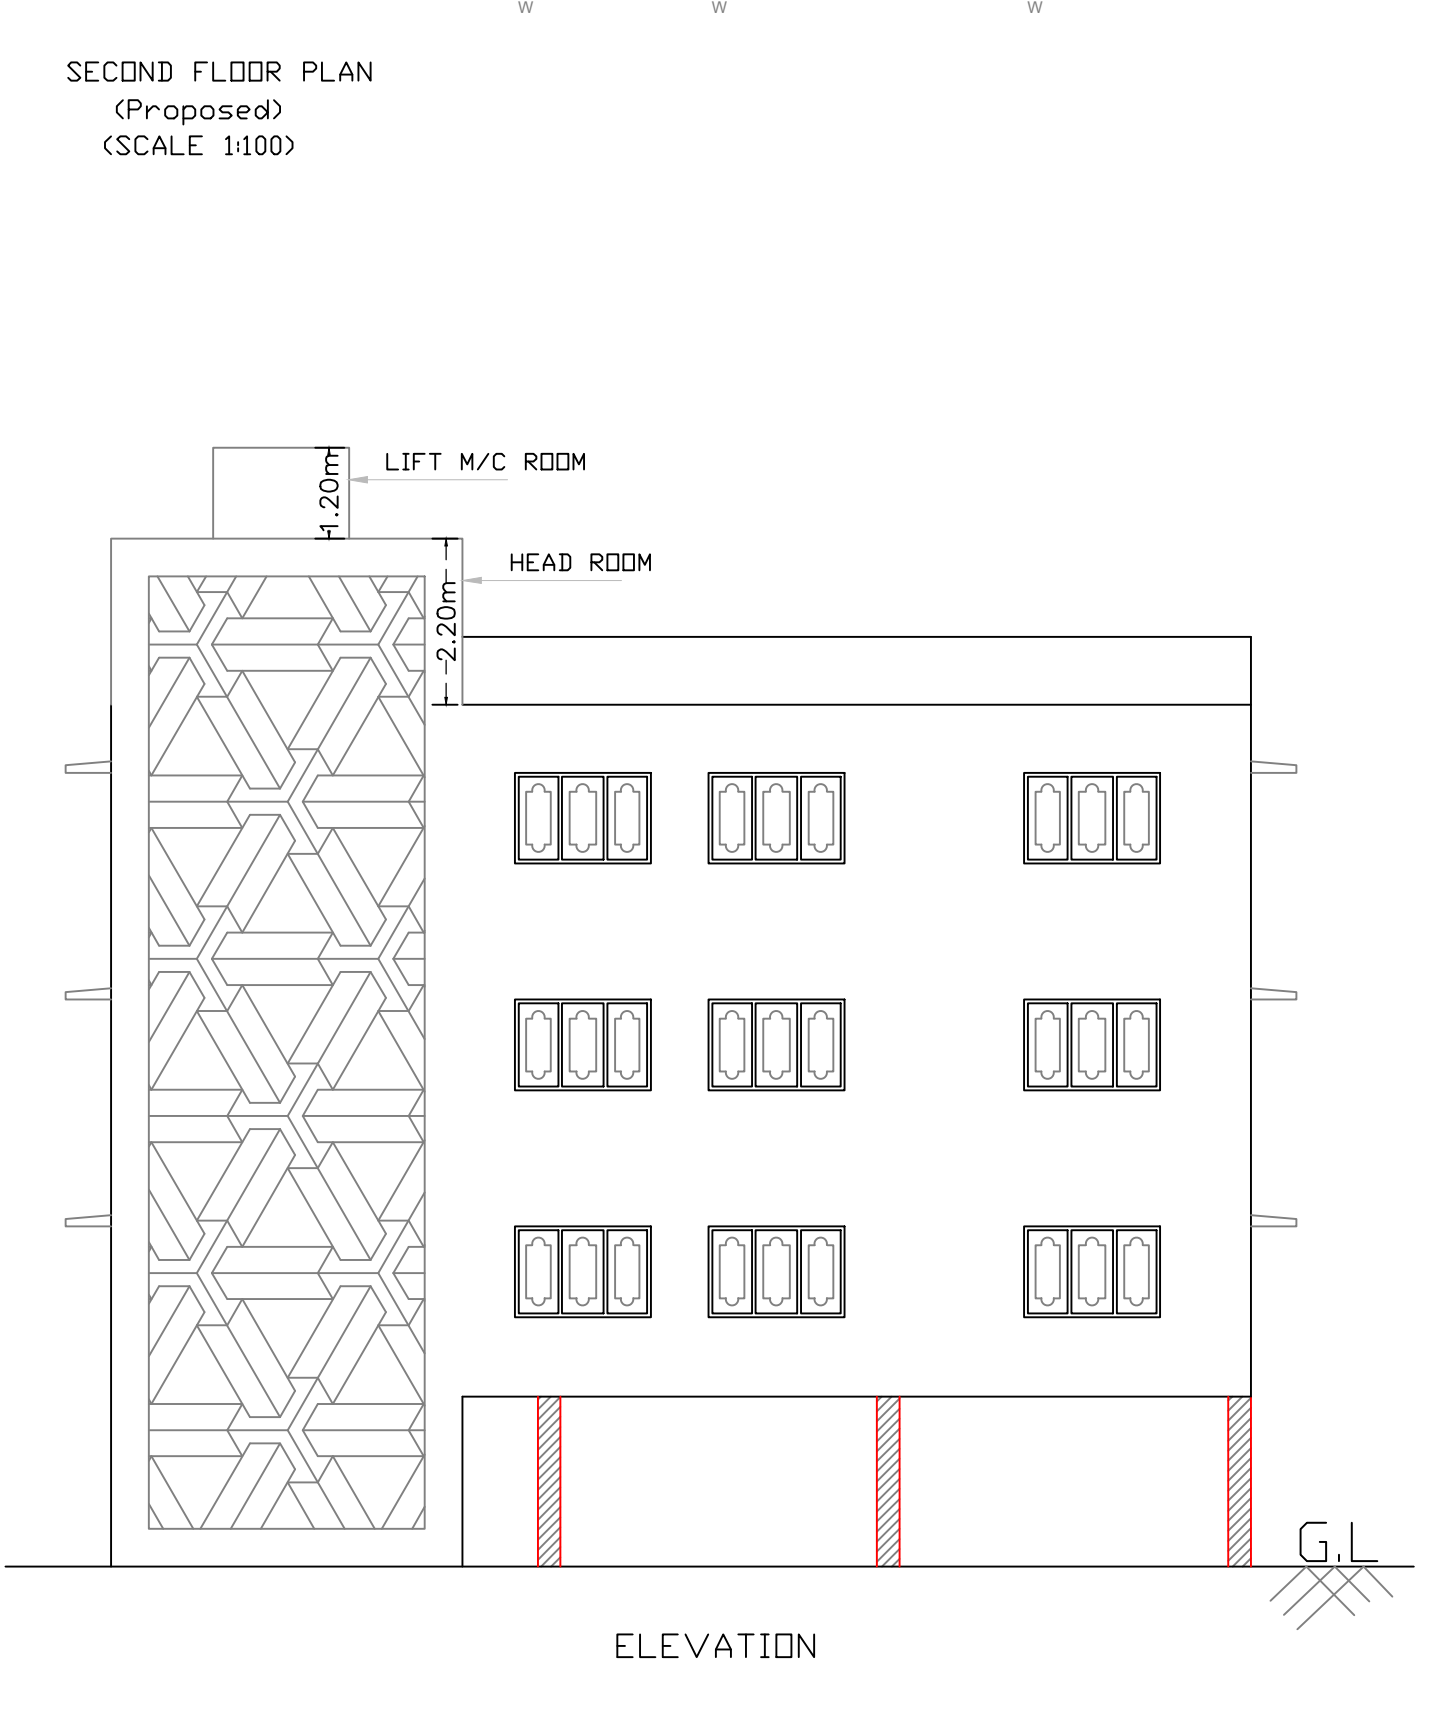 W W W
SECOND FLOOR PLAN
(Proposed)
(SCALE 1:100)
LIFT M/C ROOM
1.20m
HEAD ROOM
2.20m
G.L
ELEVATION